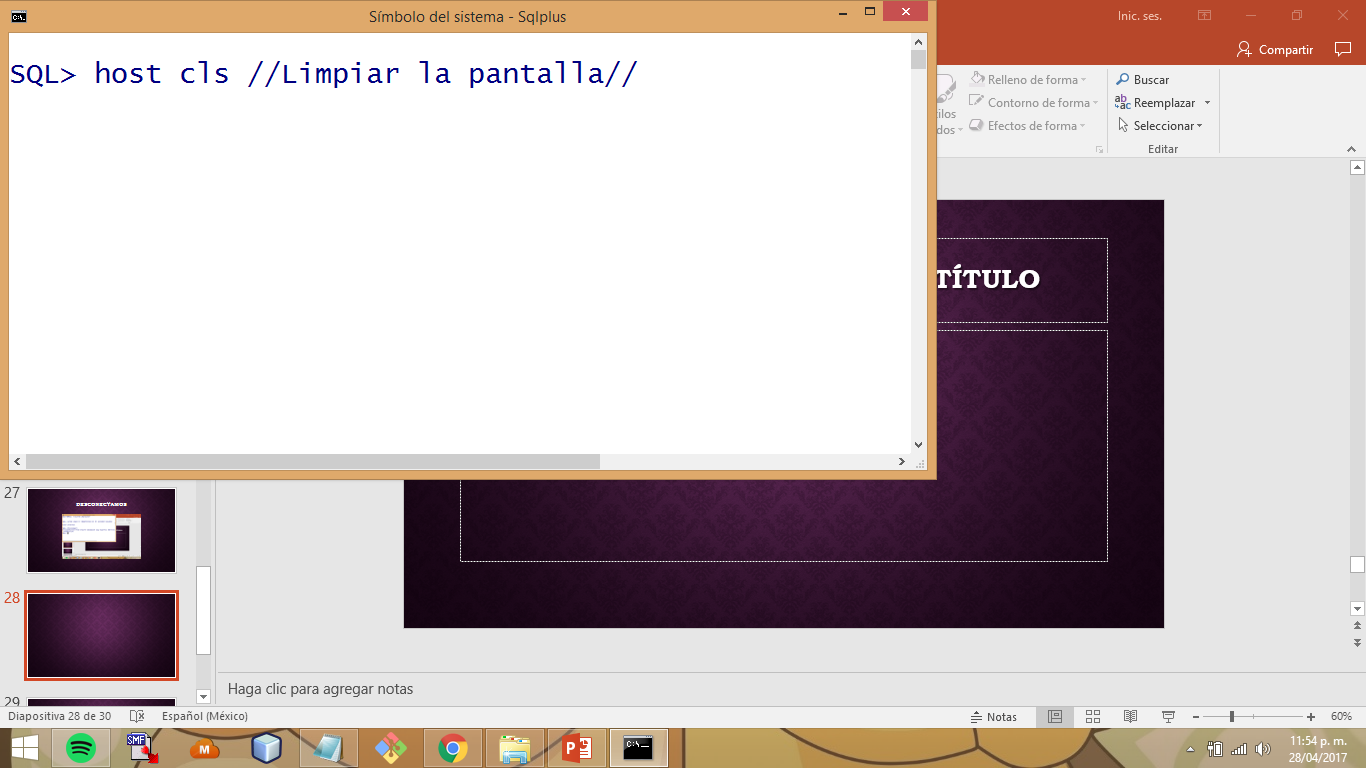 Símbolo del sistema - Sqlplus
SQL> host cls //Limpiar la pantalla//
Inic. ses.
Compartir
Relleno de forma
Contorno de forma
Efectos de forma
Buscar
Reemplazar
Seleccionar
Editar
TÍTULO
27
DESCONECTARNOS
28
29
Haga clic para agregar notas
Diapositiva 28 de 30
Español (México)
Notas
60%
SMF
11:54 p. m.
28/04/2017